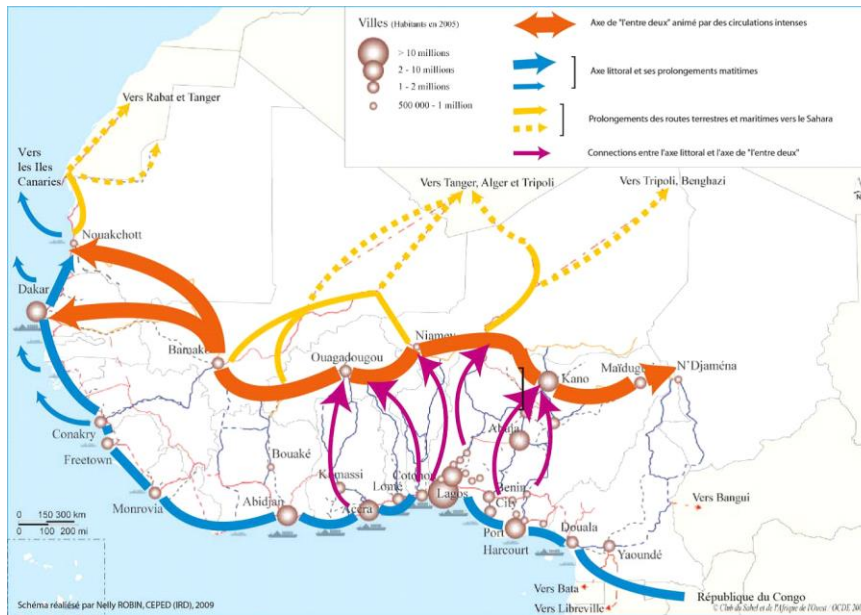 Villes (Habitants en 2005)
> 10 millions
2 - 10 millions
1 - 2 millions
500 000 - 1 million
Axe de "l'entre deux" animé par des circulations intenses
Axe littoral et ses prolongements matitimes
Prolongements des routes terrestres et maritimes vers le Sahara
Connections entre l'axe littoral et l'axe de "l'entre deux"
Vers Rabat et Tanger
Vers
les Iles
Canaries
Vers Tanger, Alger et Tripoli
Vers Tripoli, Benghazi
Nouakchott
Dakar
Bamako
Ouagadougou
Niamey
Kano
N'Djaména
Conakry
Freetown
Bouaké
Kumassi
Monrovia
Abidjan
Accra
Lomé
Cotonou
Lagos
Benin
City
Port
Harcourt
Douala
Yaoundé
Vers Bangui
Vers Bata
Vers Libreville
République du Congo
0 150 300 km
0 100 200 mi
Schéma réaliésé par Nelly ROBIN, CEPED (IRD), 2009
© Club du Sahel et de l'Afrique de l'Ouest / OCDE, 200